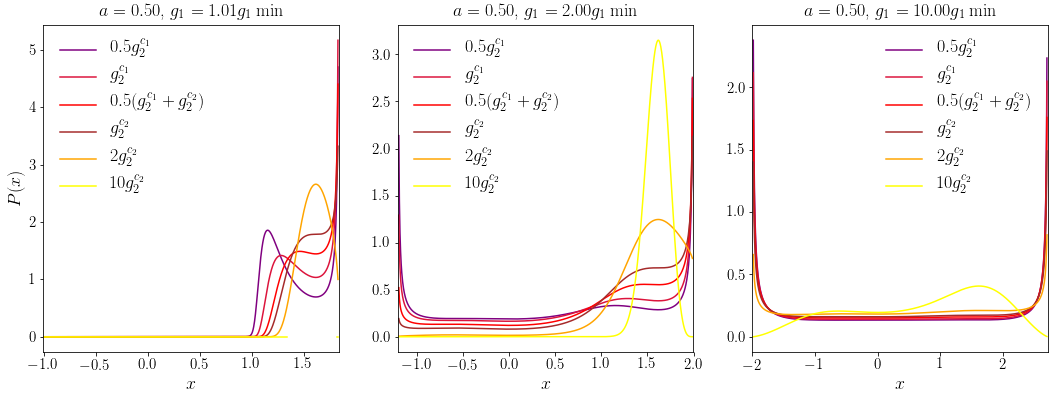 a = 0.50, g₁ = 1.01g₁ min
5
4
3
2
1
0
P(x)
0.5g₂^{c₁}
g₂^{c₁}
0.5(g₂^{c₁} + g₂^{c₂})
g₂^{c₂}
2g₂^{c₂}
10g₂^{c₂}
−1.0 −0.5 0.0 0.5 1.0 1.5
x
a = 0.50, g₁ = 2.00g₁ min
3.0
2.5
2.0
1.5
1.0
0.5
0.0
0.5g₂^{c₁}
g₂^{c₁}
0.5(g₂^{c₁} + g₂^{c₂})
g₂^{c₂}
2g₂^{c₂}
10g₂^{c₂}
−1.0 −0.5 0.0 0.5 1.0 1.5 2.0
x
a = 0.50, g₁ = 10.00g₁ min
2.0
1.5
1.0
0.5
0.0
0.5g₂^{c₁}
g₂^{c₁}
0.5(g₂^{c₁} + g₂^{c₂})
g₂^{c₂}
2g₂^{c₂}
10g₂^{c₂}
−2 −1 0 1 2
x